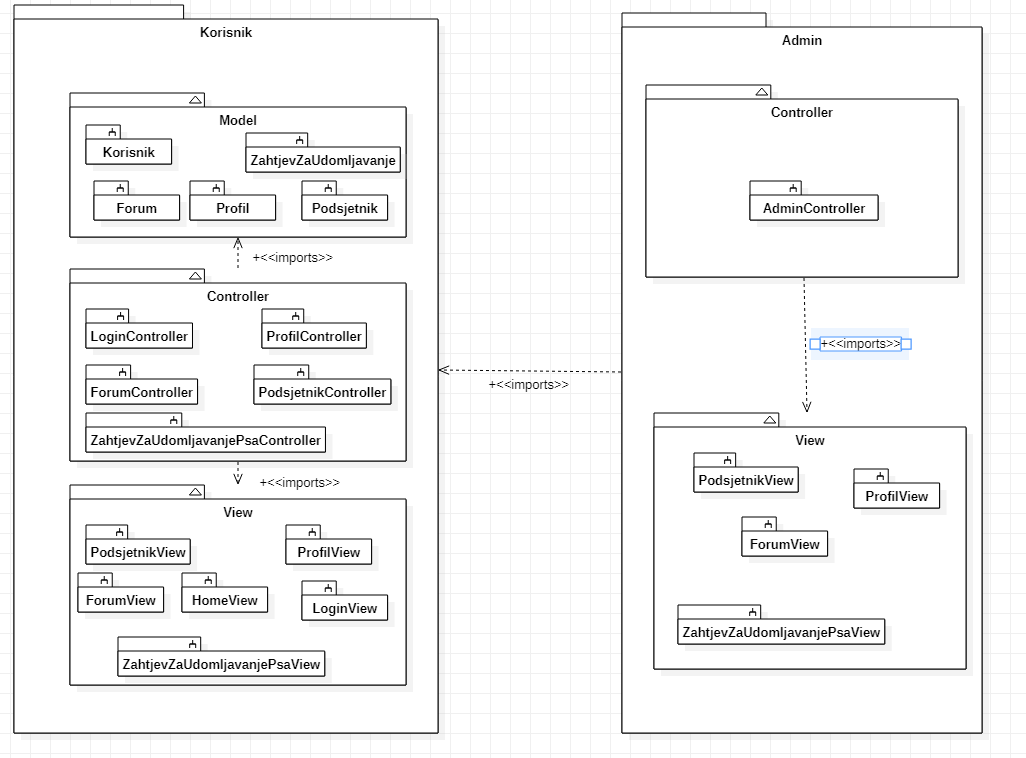 Korisnik
Model
Korisnik
ZahtjevZaUdomljavanje
Forum
Profil
Podsjetnik
+<<imports>>
Controller
LoginController
ProfilController
ForumController
PodsjetnikController
ZahtjevZaUdomljavanjePsaController
+<<imports>>
View
PodsjetnikView
ProfilView
ForumView
HomeView
LoginView
ZahtjevZaUdomljavanjePsaView
+<<imports>>
Admin
Controller
AdminController
+<<imports>>
View
PodsjetnikView
ProfilView
ForumView
ZahtjevZaUdomljavanjePsaView